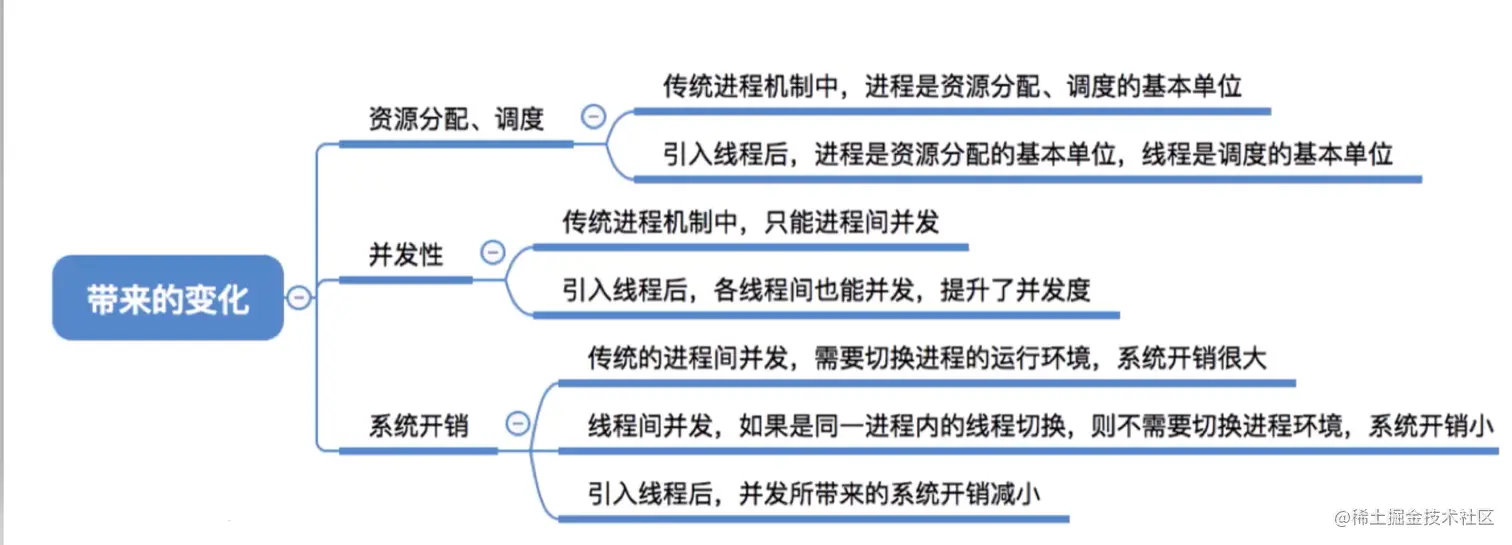 带来的变化
资源分配、调度
传统进程机制中，进程是资源分配、调度的基本单位
引入线程后，进程是资源分配的基本单位，线程是调度的基本单位
并发性
传统进程机制中，只能进程间并发
引入线程后，各线程间也能并发，提升了并发度
系统开销
传统的进程间并发，需要切换进程的运行环境，系统开销很大
线程间并发，如果是同一进程内的线程切换，则不需要切换进程环境，系统开销小
引入线程后，并发所带来的系统开销减小
@稀土掘金技术社区